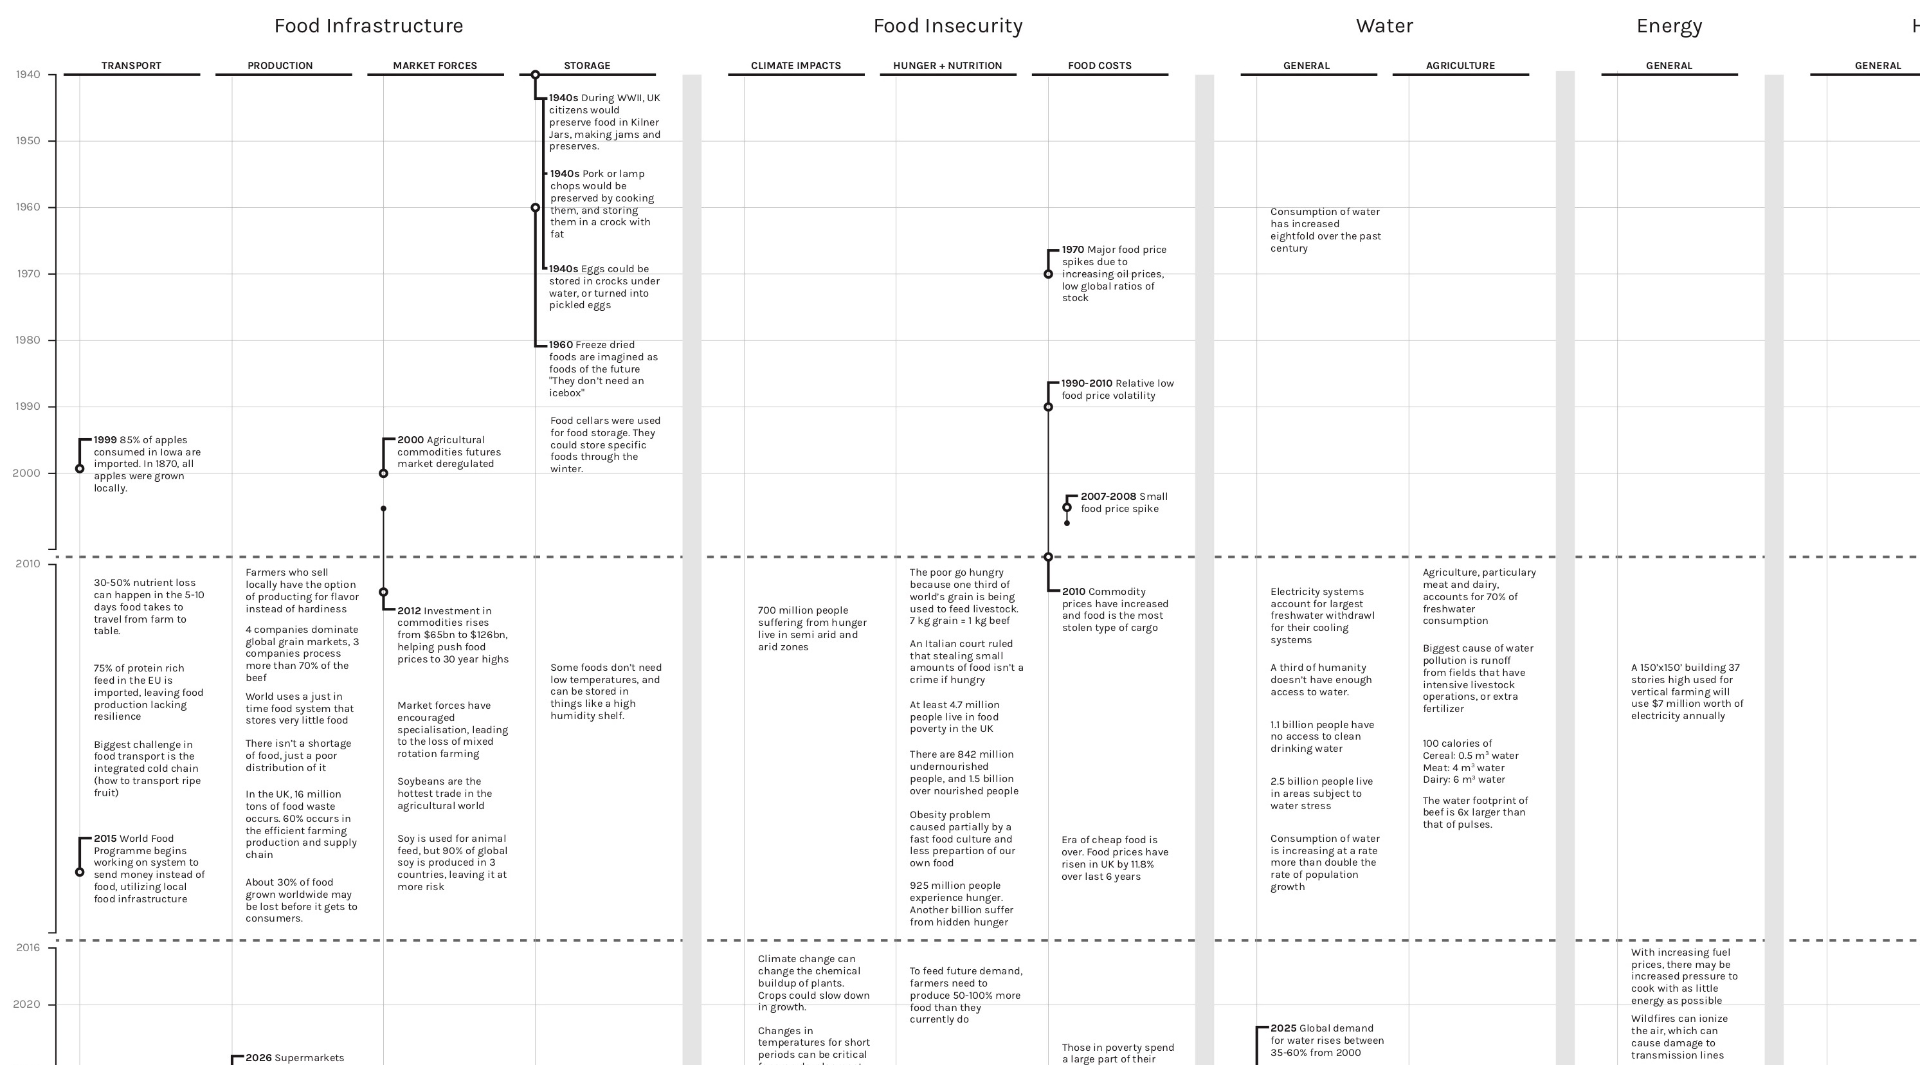 Food Infrastructure
Food Insecurity
Water
Energy
TRANSPORT
PRODUCTION
MARKET FORCES
STORAGE
CLIMATE IMPACTS
HUNGER + NUTRITION
FOOD COSTS
GENERAL
AGRICULTURE
GENERAL
GENERAL
1940
1950
1960
1970
1980
1990
2000
2010
2016
2020
1999 85% of apples
consumed in Iowa are
imported. In 1870, all
apples were grown
locally.
30-50% nutrient loss
can happen in the 5-10
days food takes to
travel from farm to
table.
75% of protein rich
feed in the EU is
imported, leaving food
production lacking
resilience
Biggest challenge in
food transport is the
integrated cold chain
(how to transport ripe
fruit)
2015 World Food
Programme begins
working on system to
send money instead of
food, utilizing local
food infrastructure
Farmers who sell
locally have the option
of producting for flavor
instead of hardiness
4 companies dominate
global grain markets, 3
companies process
more than 70% of the
beef
World uses a just in
time food system that
stores very little food
There isn't a shortage
of food, just a poor
distribution of it
In the UK, 16 million
tons of food waste
occurs. 60% occurs in
the efficient farming
production and supply
chain
About 30% of food
grown worldwide may
be lost before it gets to
consumers.
2026 Supermarkets
2000 Agricultural
commodities futures
market deregulated
2012 Investment in
commodities rises
from $65bn to $126bn,
helping push food
prices to 30 year highs
Market forces have
encouraged
specialisation, leading
to the loss of mixed
rotation farming
Soybeans are the
hottest trade in the
agricultural world
Soy is used for animal
feed, but 90% of global
soy is produced in 3
countries, leaving it at
more risk
1940s During WWII, UK
citizens would
preserve food in Kilner
Jars, making jams and
preserves.
1940s Pork or lamp
chops would be
preserved by cooking
them, and storing
them in a crock with
fat
1940s Eggs could be
stored in crocks under
water, or turned into
pickled eggs
1960 Freeze dried
foods are imagined as
foods of the future
"They don't need an
icebox"
Food cellars were used
for food storage. They
could store specific
foods through the
winter.
Some foods don't need
low temperatures, and
can be stored in
things like a high
humidity shelf.
700 million people
suffering from hunger
live in semi arid and
arid zones
Climate change can
change the chemical
buildup of plants.
Crops could slow down
in growth.
Changes in
temperatures for short
periods can be critical
The poor go hungry
because one third of
world's grain is being
used to feed livestock.
7 kg grain = 1 kg beef
An Italian court ruled
that stealing small
amounts of food isn't a
crime if hungry
At least 4.7 million
people live in food
poverty in the UK
There are 842 million
undernourished
people, and 1.5 billion
over nourished people
Obesity problem
caused partially by a
fast food culture and
less prepartion of our
own food
925 million people
experience hunger.
Another billion suffer
from hidden hunger
To feed future demand,
farmers need to
produce 50-100% more
food than they
currently do
1970 Major food price
spikes due to
increasing oil prices,
low global ratios of
stock
1990-2010 Relative low
food price volatility
2007-2008 Small
food price spike
2010 Commodity
prices have increased
and food is the most
stolen type of cargo
Era of cheap food is
over. Food prices have
risen in UK by 11.8%
over last 6 years
Those in poverty spend
a large part of their
Consumption of water
has increased
eightfold over the past
century
Electricity systems
account for largest
freshwater withdrawl
for their cooling
systems
A third of humanity
doesn't have enough
access to water.
1.1 billion people have
no access to clean
drinking water
2.5 billion people live
in areas subject to
water stress
Consumption of water
is increasing at a rate
more than double the
rate of population
growth
2025 Global demand
for water rises between
35-60% from 2000
Agriculture, particulary
meat and dairy,
accounts for 70% of
freshwater
consumption
Biggest cause of water
pollution is runoff
from fields that have
intensive livestock
operations, or extra
fertilizer
100 calories of
Cereal: 0.5 m³ water
Meat: 4 m³ water
Dairy: 6 m³ water
The water footprint of
beef is 6x larger than
that of pulses.
A 150'x150' building 37
stories high used for
vertical farming will
use $7 million worth of
electricity annually
With increasing fuel
prices, there may be
increased pressure to
cook with as little
energy as possible
Wildfires can ionize
the air, which can
cause damage to
transmission lines